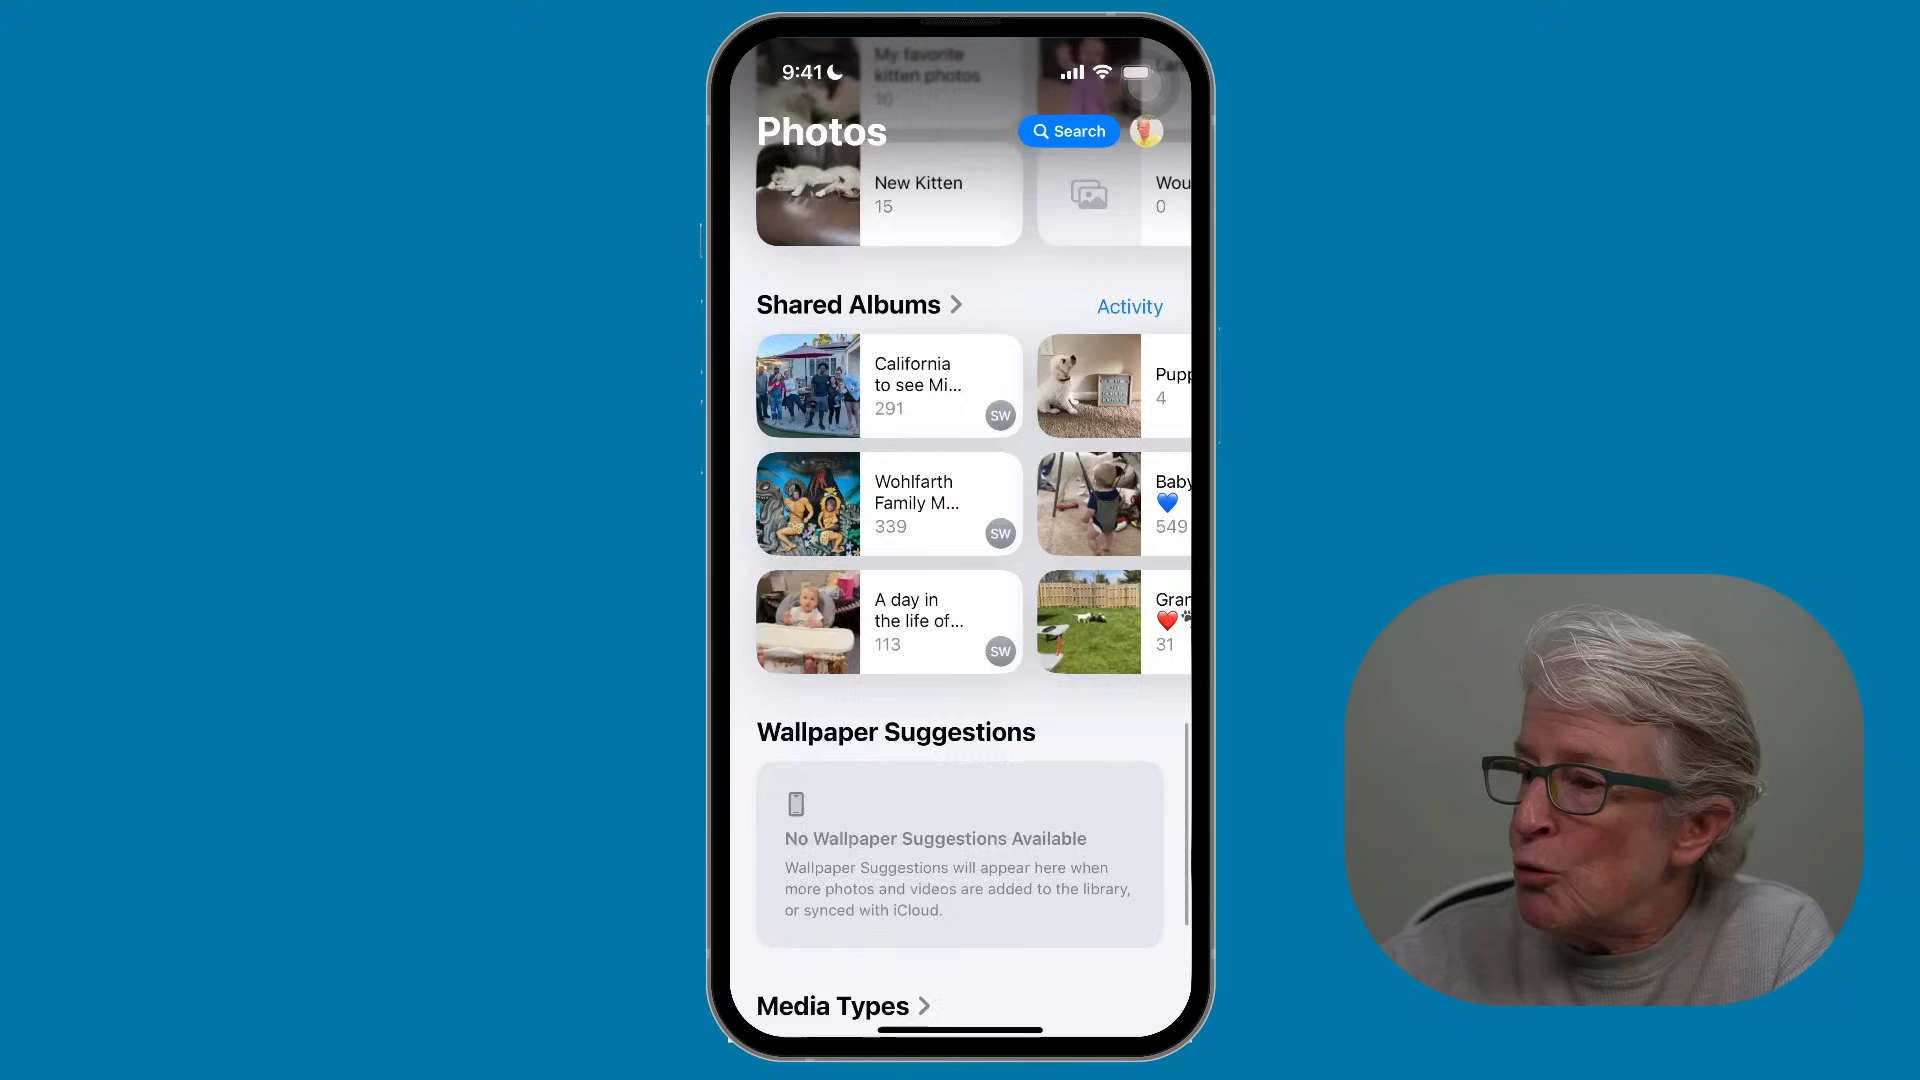 My favorite
kitten photos
10
9:41
Photos
Search
New Kitten
15
Wou
0
Shared Albums
Activity
California
to see Mi...
291
SW
Pupp
4
Wohlfarth
Family M...
339
SW
Baby
549
A day in
the life of...
113
SW
Gran
31
Wallpaper Suggestions
No Wallpaper Suggestions Available
Wallpaper Suggestions will appear here when
more photos and videos are added to the library,
or synced with iCloud.
Media Types